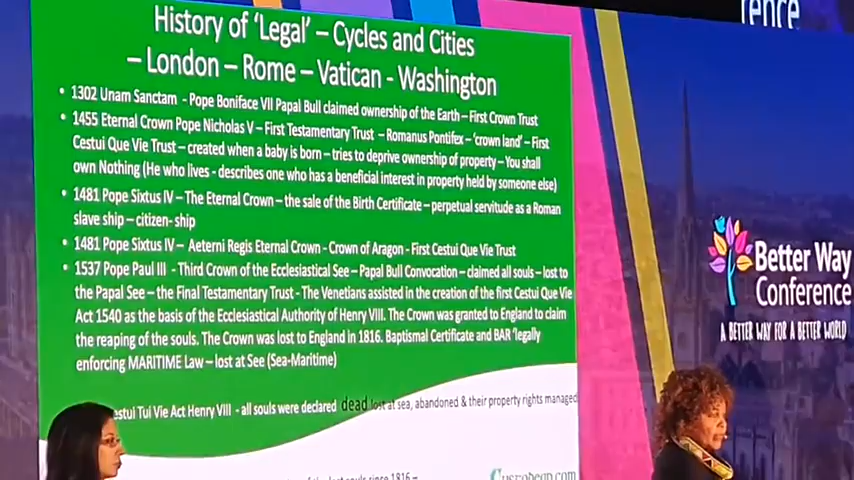 rence
History of 'Legal' – Cycles and Cities
– London – Rome – Vatican - Washington
• 1302 Unam Sanctam - Pope Boniface VII Papal Bull claimed ownership of the Earth – First Crown Trust
• 1455 Eternal Crown Pope Nicholas V – First Testamentary Trust – Romanus Pontifex- 'crown land' – First
Cestui Que Vie Trust – created when a baby is born – tries to deprive ownership of property – You shall
own Nothing (He who lives - describes one who has a beneficial interest in property held by someone else)
• 1481 Pope Sixtus IV – The Eternal Crown – the sale of the Birth Certificate – perpetual servitude as a Roman
slave ship – citizen-ship
• 1481 Pope Sixtus IV – Aeterni Regis Eternal Crown - Crown of Aragon - First Cestui Que Vie Trust
• 1537 Pope Paul III - Third Crown of the Ecclesiastical See – Papal Bull Convocation – claimed all souls – lost to
the Papal See – the Final Testamentary Trust - The Venetians assisted in the creation of the first Cestui Que Vie
Act 1540 as the basis of the Ecclesiastical Authority of Henry VIII. The Crown was granted to England to claim
the reaping of the souls. The Crown was lost to England in 1816. Baptismal Certificate and BAR 'legally
enforcing MARITIME Law – lost at See (Sea-Maritime)
estui Tui Vie Act Henry VIII - all souls were declared dead lost at sea, abandoned & their property rights managed
of the lost souls since 1816 –
Better Way
Conference
A BETTER WAY FOR A BETTER WORLD